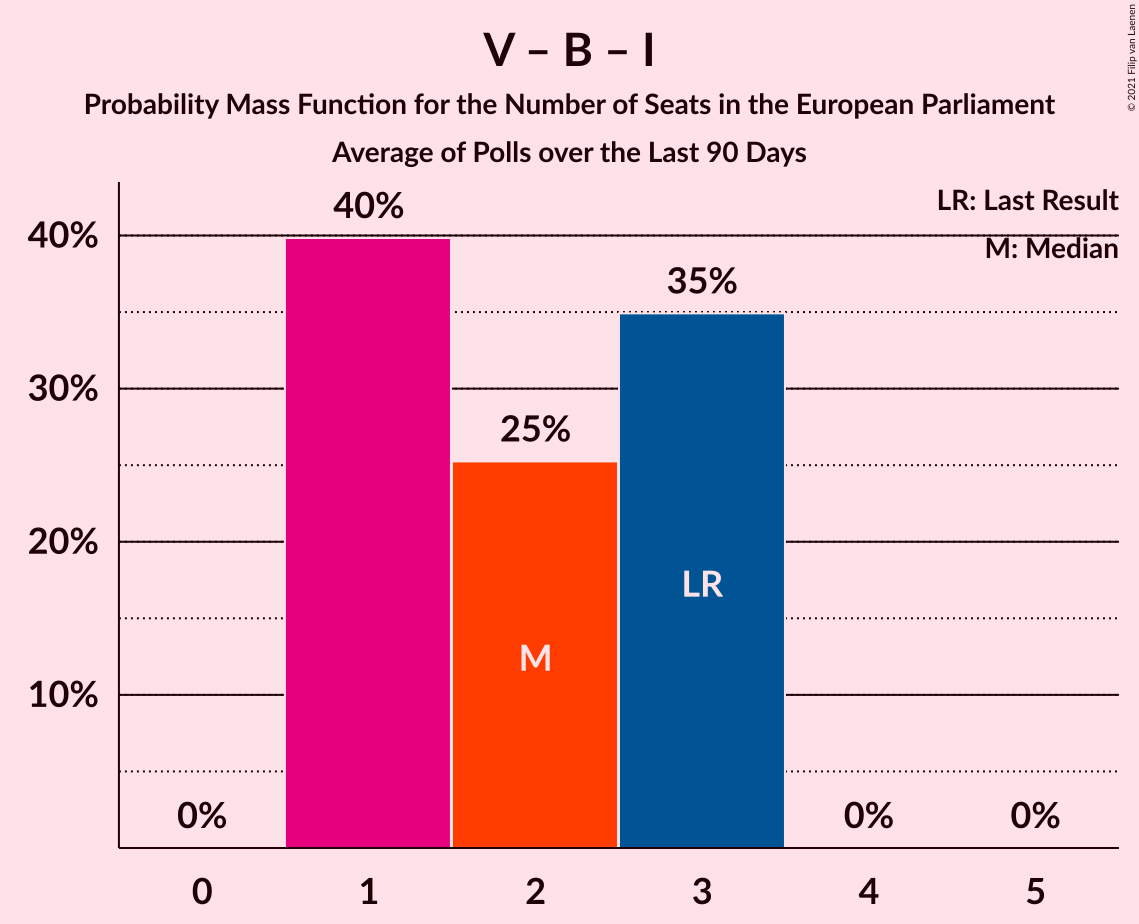 V – B – I
Probability Mass Function for the Number of Seats in the European Parliament
Average of Polls over the Last 90 Days
© 2021 Filip van Laenen
LR: Last Result
M: Median
40%
30%
20%
10%
0%
40%
25%
35%
0%
0%
M
LR
0 1 2 3 4 5